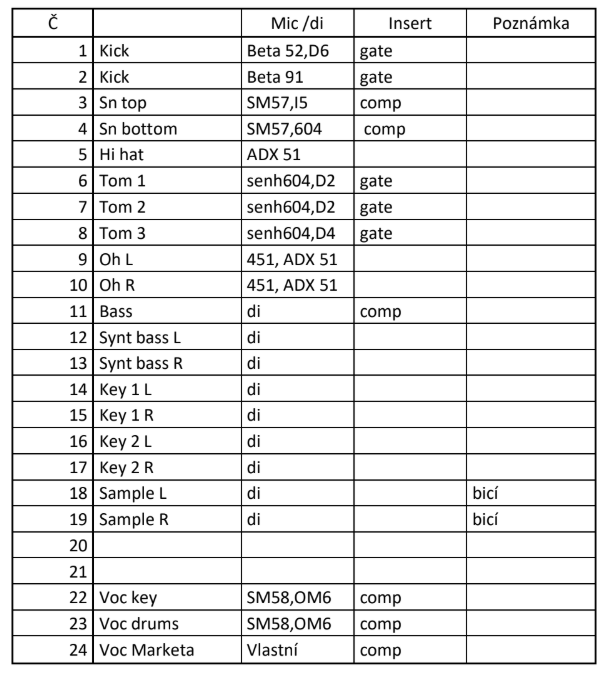 Č Mic /di Insert Poznámka
1 Kick Beta 52,D6 gate
2 Kick Beta 91 gate
3 Sn top SM57,I5 comp
4 Sn bottom SM57,604 comp
5 Hi hat ADX 51
6 Tom 1 senh604,D2 gate
7 Tom 2 senh604,D2 gate
8 Tom 3 senh604,D4 gate
9 Oh L 451, ADX 51
10 Oh R 451, ADX 51
11 Bass di comp
12 Synt bass L di
13 Synt bass R di
14 Key 1 L di
15 Key 1 R di
16 Key 2 L di
17 Key 2 R di
18 Sample L di bicí
19 Sample R di bicí
20
21
22 Voc key SM58,OM6 comp
23 Voc drums SM58,OM6 comp
24 Voc Marketa Vlastní comp